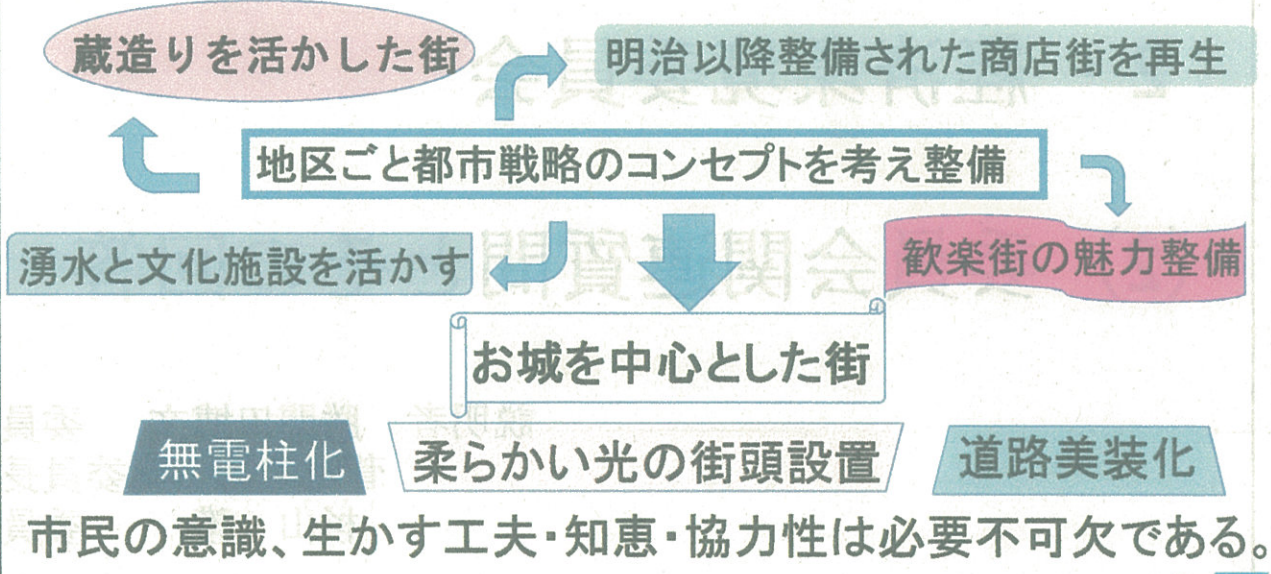 蔵造りを活かした街
明治以降整備された商店街を再生
地区ごと都市戦略のコンセプトを考え整備
湧水と文化施設を活かす
歓楽街の魅力整備
お城を中心とした街
無電柱化
柔らかい光の街頭設置
道路美装化
市民の意識、生かす工夫・知恵・協力性は必要不可欠である。